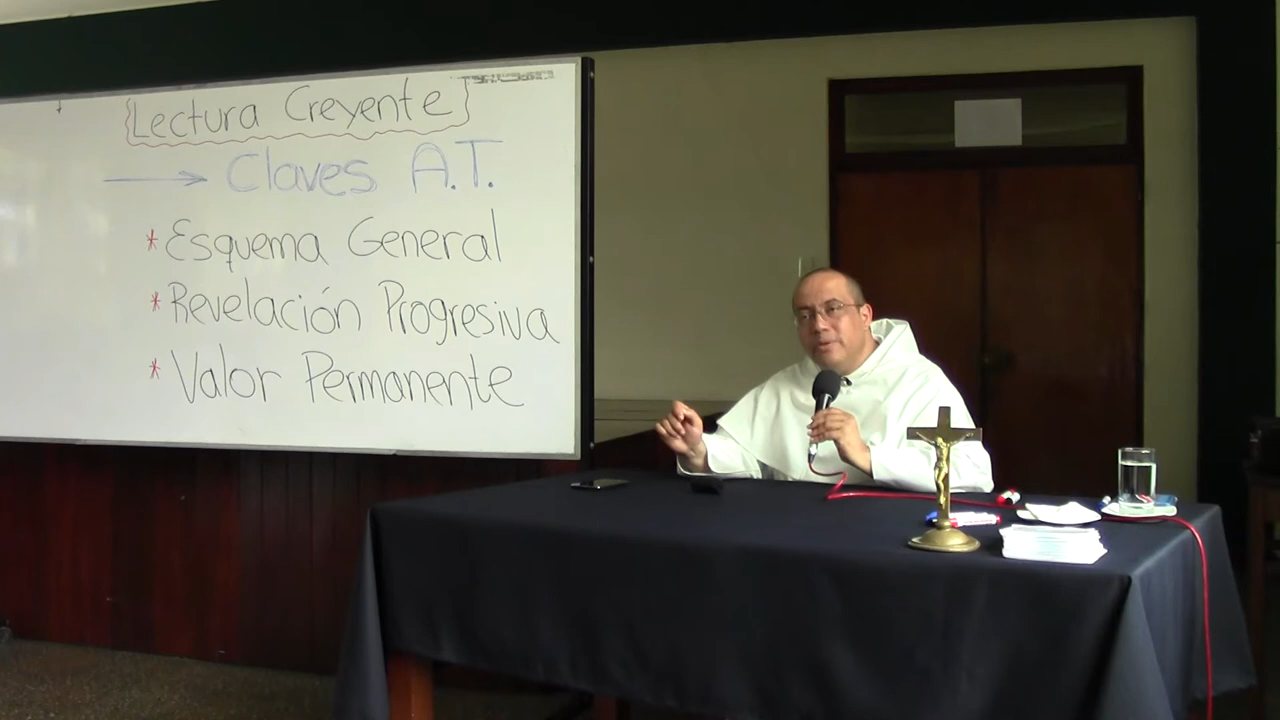 {Lectura Creyente}
→ Claves A.T.
* Esquema General
* Revelación Progresiva
* Valor Permanente